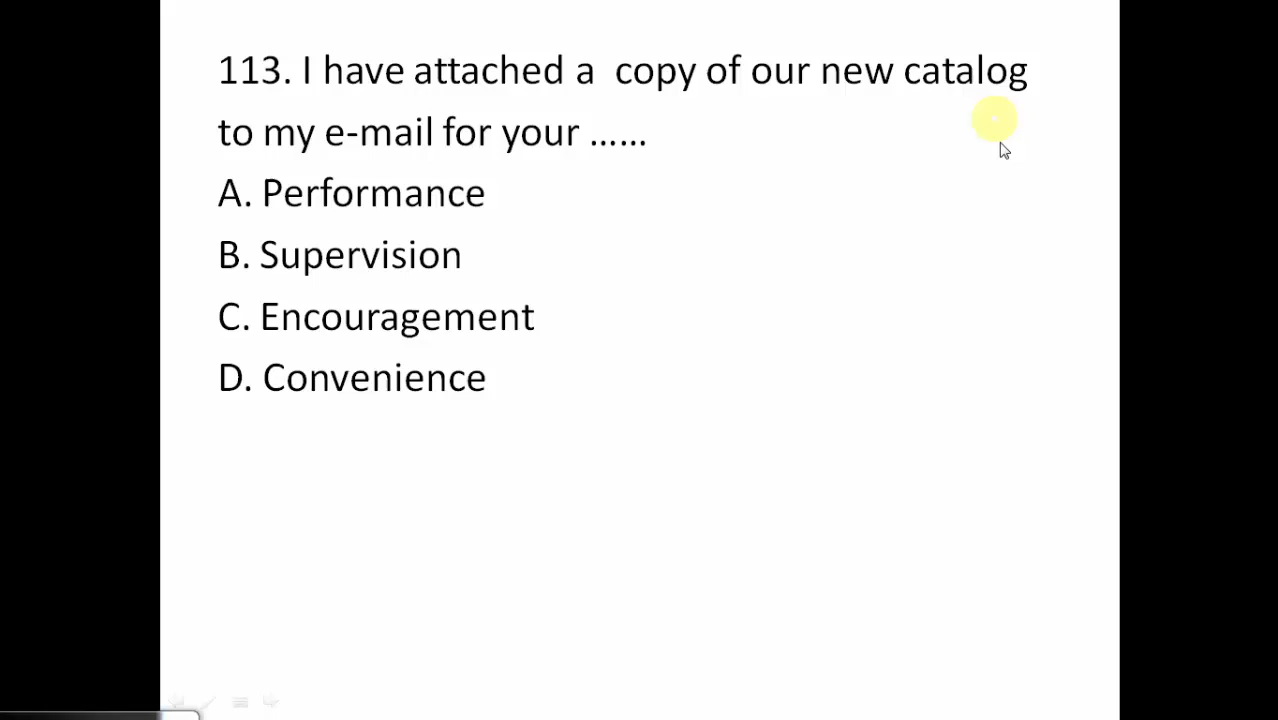 113. I have attached a copy of our new catalog
to my e-mail for your ......
A. Performance
B. Supervision
C. Encouragement
D. Convenience